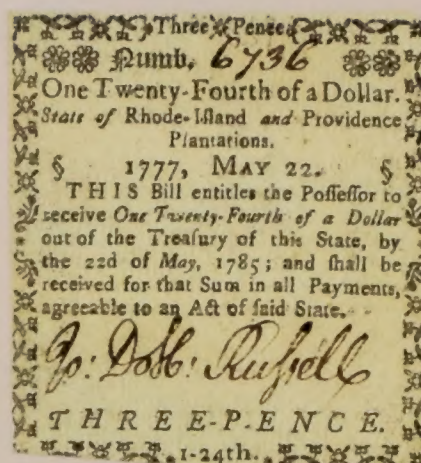 Three Pence
Numb. 6736
One Twenty-Fourth of a Dollar.
State of Rhode-Iſland and Providence
Plantations.
§ 1777, MAY 22. §
THIS Bill entitles the Poſſeſſor to
receive One Twenty-Fourth of a Dollar
out of the Treaſury of this State, by
the 22d of May, 1785; and ſhall be
received for that Sum in all Payments,
agreeable to an Act of ſaid State.
Jo: Ruſſell
THREE-PENCE.
1-24th.